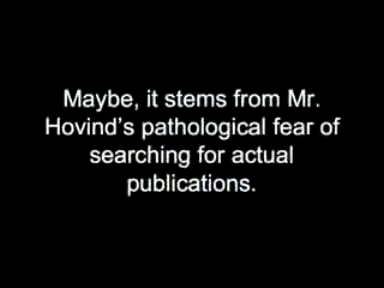 Maybe, it stems from Mr.
Hovind's pathological fear of
searching for actual
publications.